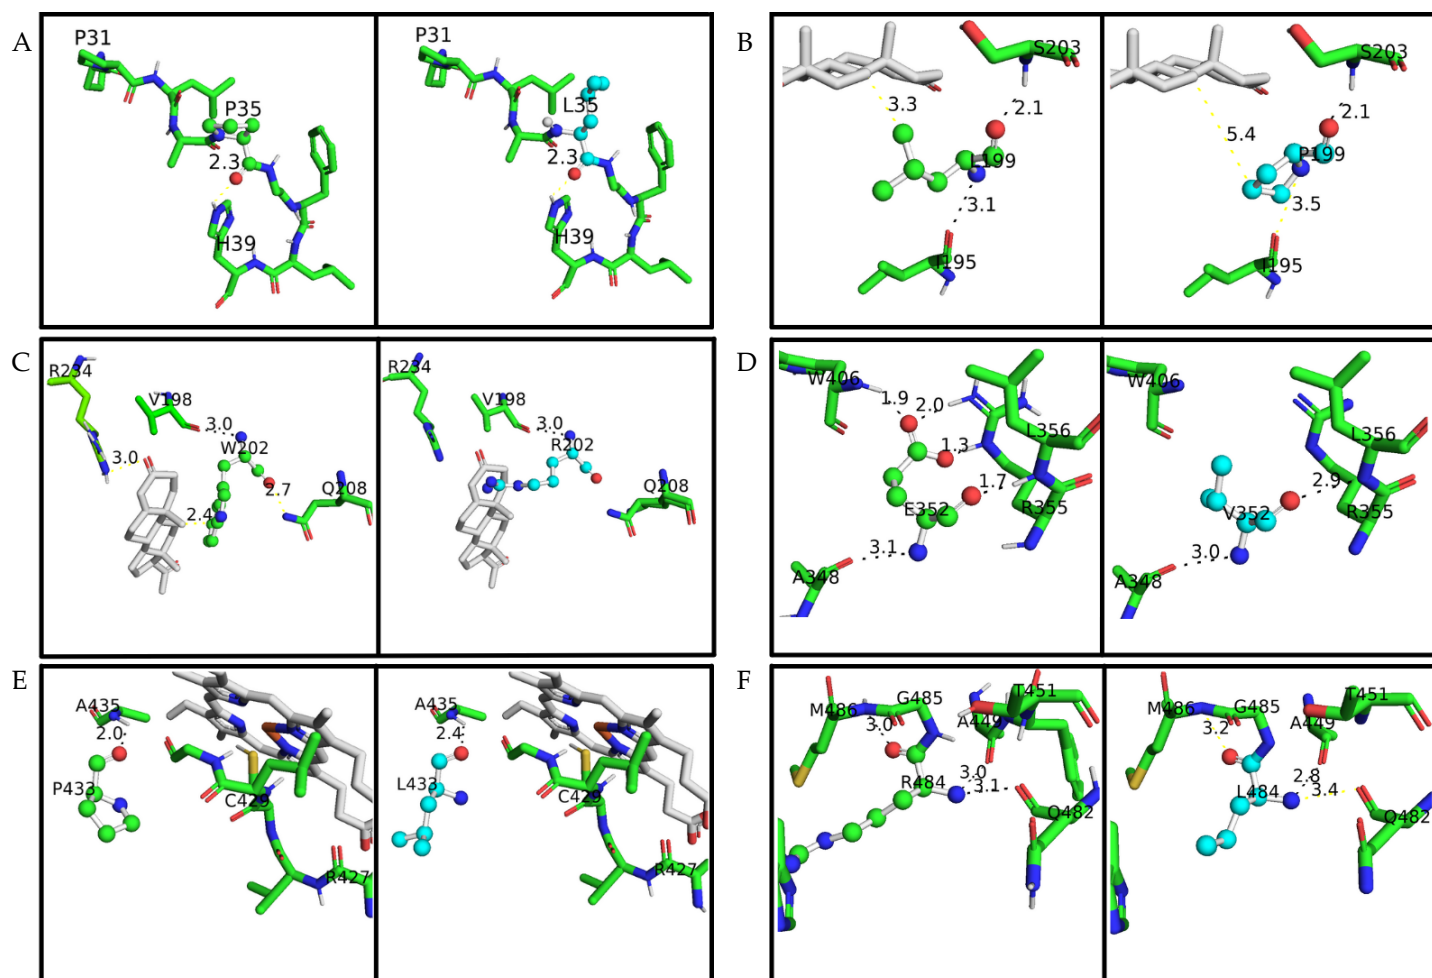 A
P31
P35
2.3
H39
P31
L35
2.3
H39
B
S203
3.3
2.1
L199
3.1
I195
S203
2.1
5.4
P199
3.5
I195
C
R234
V198
3.0
W202
3.0
2.7
Q208
2.4
R234
V198
3.0
R202
Q208
D
W406
1.9
2.0
L356
1.3
1.7
E352
R355
3.1
A348
W406
L356
2.9
V352
R355
3.0
A348
E
A435
2.0
P433
C429
R427
A435
2.4
L433
C429
R427
F
M486
G485
T451
3.0
A449
3.0
R484
3.1
Q482
M486
G485
T451
3.2
A449
2.8
L484
3.4
Q482